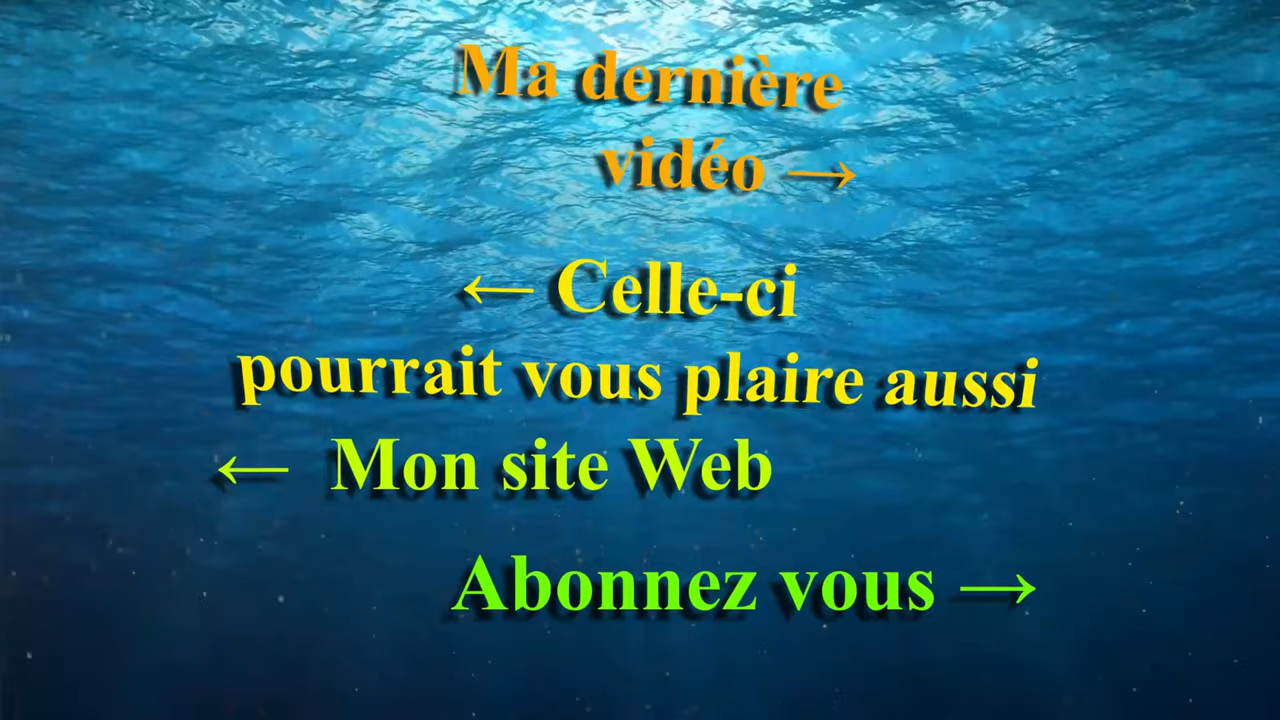 Ma dernière
vidéo →
← Celle-ci
pourrait vous plaire aussi
← Mon site Web
Abonnez vous →